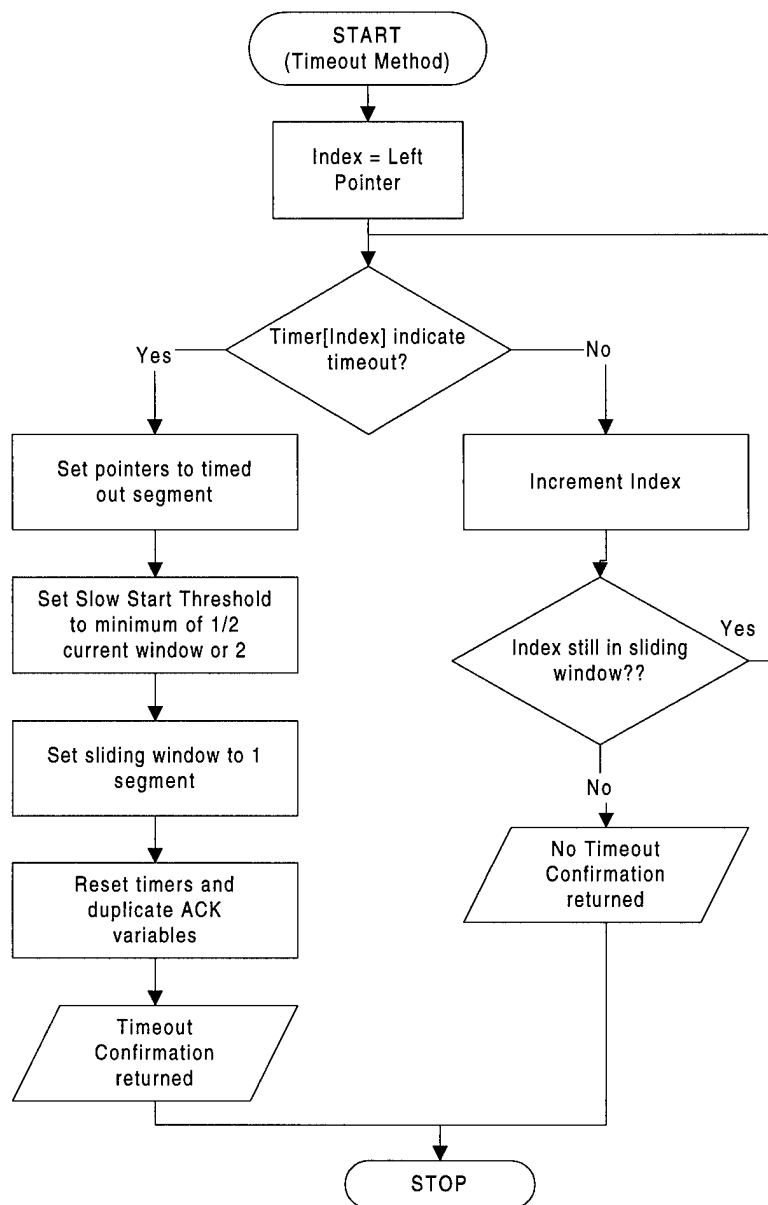 START
(Timeout Method)
Index = Left
Pointer
Timer[Index] indicate
timeout?
Yes
No
Set pointers to timed
out segment
Increment Index
Set Slow Start Threshold
to minimum of 1/2
current window or 2
Index still in sliding
window??
Yes
Set sliding window to 1
segment
No
Reset timers and
duplicate ACK
variables
No Timeout
Confirmation
returned
Timeout
Confirmation
returned
STOP